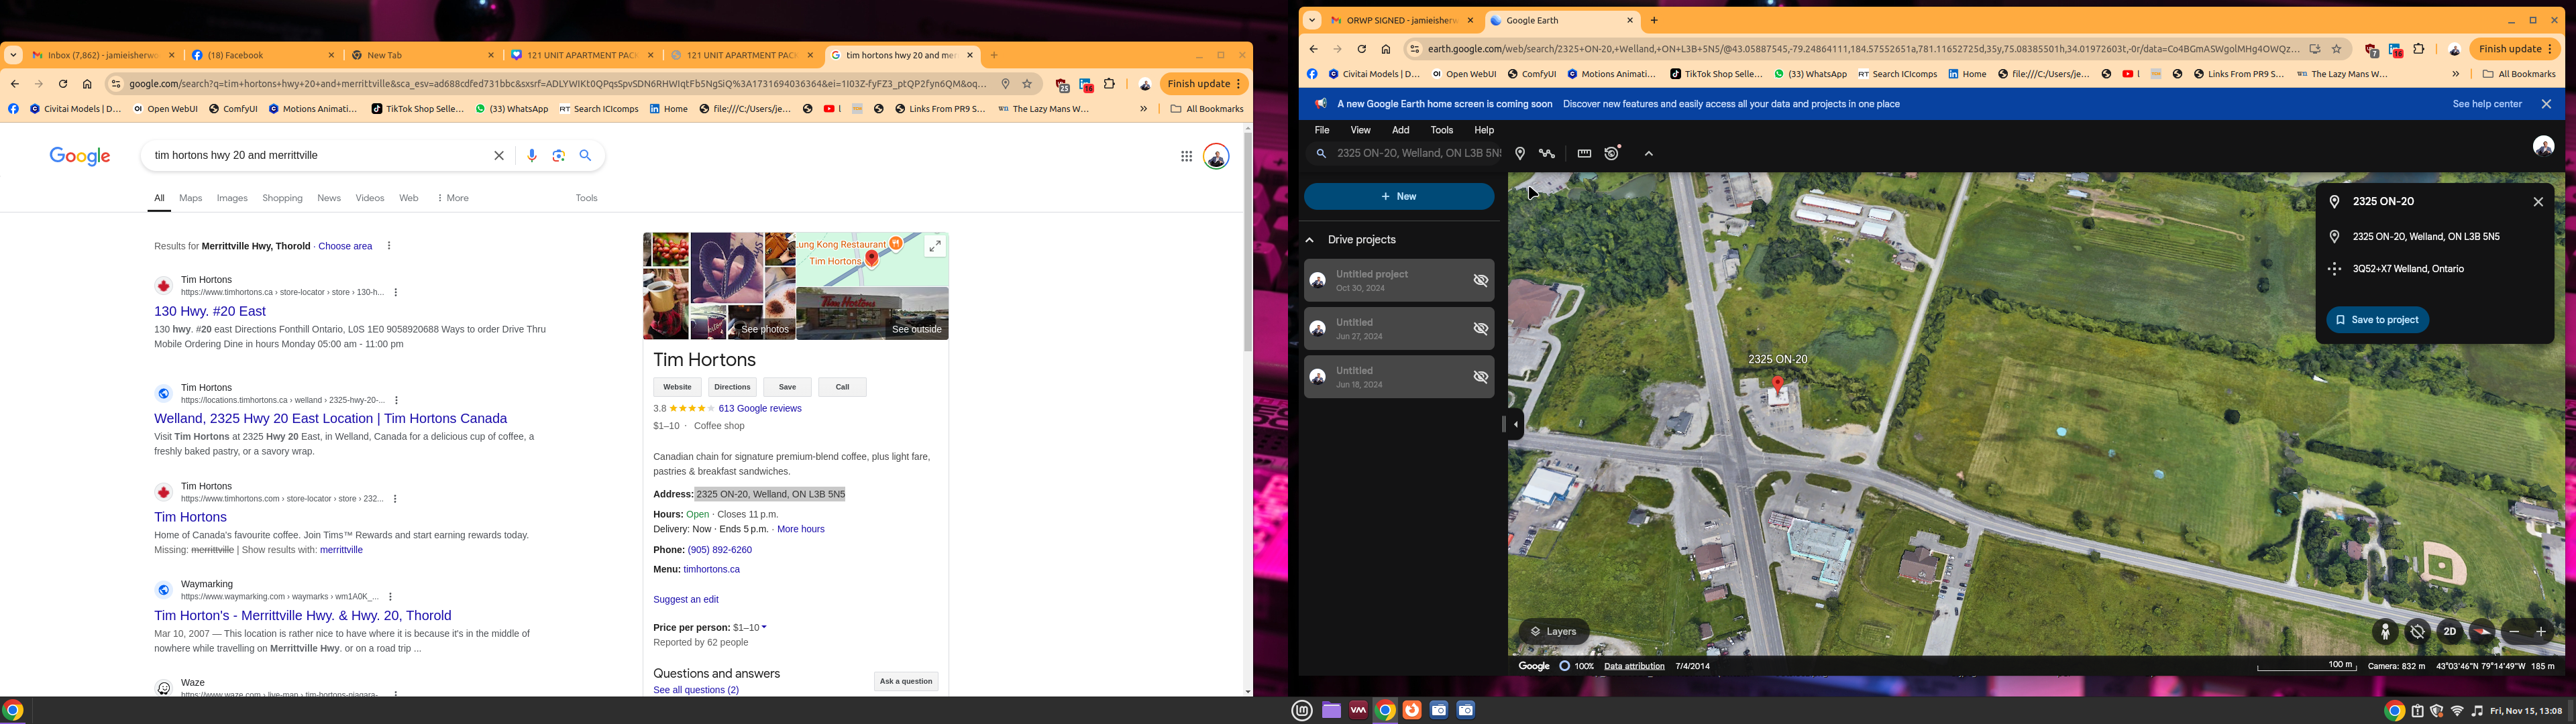 Inbox (7,862) - jamieisherwo
(18) Facebook
New Tab
121 UNIT APARTMENT PAC
121 UNIT APARTMENT PAC
tim hortons hwy 20 and mer
google.com/search?q=tim+hortons+hwy+20+and+merrittville&sca_esv=ad688cdfed731bbc&sxsrf=ADLYWIKt0QPqsSpvSDN6RHWIqtFb5NgSiQ%3A1731694036364&ei=1I03Z-fyFZ3_ptQP2fyn6QM&oq...
25
16
Finish update
Civitai Models | D...
Open WebUI
ComfyUI
Motions Animati...
TikTok Shop Selle...
(33) WhatsApp
Search ICIcomps
Home
file:///C:/Users/je...
Links From PR9 S...
The Lazy Mans W...
All Bookmarks
Google
tim hortons hwy 20 and merrittville
All
Maps
Images
Shopping
News
Videos
Web
More
Tools
Results for Merrittville Hwy, Thorold · Choose area
Tim Hortons
https://www.timhortons.ca › store-locator › store › 130-h...
130 Hwy. #20 East
130 hwy. #20 east Directions Fonthill Ontario, L0S 1E0 9058920688 Ways to order Drive Thru
Mobile Ordering Dine in hours Monday 05:00 am - 11:00 pm
Tim Hortons
https://locations.timhortons.ca › welland › 2325-hwy-20-...
Welland, 2325 Hwy 20 East Location | Tim Hortons Canada
Visit Tim Hortons at 2325 Hwy 20 East, in Welland, Canada for a delicious cup of coffee, a
freshly baked pastry, or a savory wrap.
Tim Hortons
https://www.timhortons.com › store-locator › store › 232...
Tim Hortons
Home of Canada's favourite coffee. Join Tims™ Rewards and start earning rewards today.
Missing: merrittville | Show results with: merrittville
Waymarking
https://www.waymarking.com › waymarks › wm1A0K_...
Tim Horton's - Merrittville Hwy. & Hwy. 20, Thorold
Mar 10, 2007 — This location is rather nice to have where it is because it's in the middle of
nowhere while travelling on Merrittville Hwy. or on a road trip ...
Waze
https://www.waze.com › live-map › tim-hortons-niagara-
ung Kong Restaurant
Tim Hortons
See photos
See outside
Tim Hortons
Website
Directions
Save
Call
3.8
613 Google reviews
$1–10 · Coffee shop
Canadian chain for signature premium-blend coffee, plus light fare,
pastries & breakfast sandwiches.
Address: 2325 ON-20, Welland, ON L3B 5N5
Hours: Open · Closes 11 p.m.
Delivery: Now · Ends 5 p.m. · More hours
Phone: (905) 892-6260
Menu: timhortons.ca
Suggest an edit
Price per person: $1–10
Reported by 62 people
Questions and answers
See all questions (2)
Ask a question
ORWP SIGNED - jamieisherw
Google Earth
earth.google.com/web/search/2325+ON-20,+Welland,+ON+L3B+5N5/@43.05887545,-79.24864111,184.57552651a,781.11652725d,35y,75.08385501h,34.01972603t,-0r/data=Co4BGmASWgolMHg4OWQz...
7
16
Finish update
Civitai Models | D...
Open WebUI
ComfyUI
Motions Animati...
TikTok Shop Selle...
(33) WhatsApp
Search ICIcomps
Home
file:///C:/Users/je...
Links From PR9 S...
The Lazy Mans W...
All Bookmarks
A new Google Earth home screen is coming soon
Discover new features and easily access all your data and projects in one place
See help center
File
View
Add
Tools
Help
2325 ON-20, Welland, ON L3B 5N5
New
Drive projects
Untitled project
Oct 30, 2024
Untitled
Jun 27, 2024
Untitled
Jun 18, 2024
2325 ON-20
2325 ON-20
2325 ON-20, Welland, ON L3B 5N5
3Q52+X7 Welland, Ontario
Save to project
Layers
2D
Google
100%
Data attribution
7/4/2014
100 m
Camera: 832 m
43°03'46"N 79°14'49"W
185 m
Fri, Nov 15, 13:08